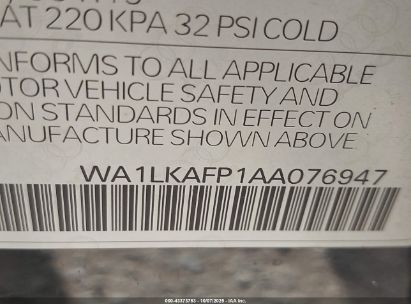 AT 220 KPA 32 PSI COLD
NFORMS TO ALL APPLICABLE
OTOR VEHICLE SAFETY AND
ON STANDARDS IN EFFECT ON
ANUFACTURE SHOWN ABOVE
WA1LKAFP1AA076947